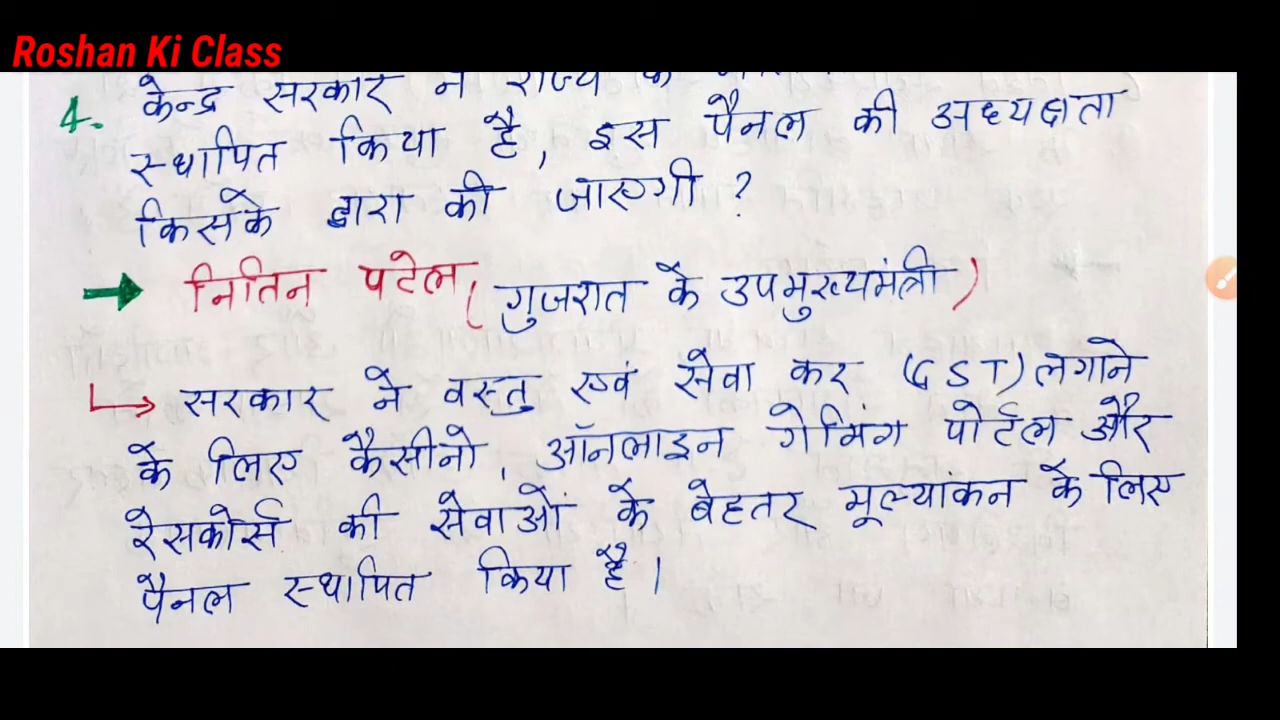 Roshan Ki Class
4. केन्द्र सरकार ने राज्य के
स्थापित किया है, इस पैनल की अध्यक्षता
किसके द्वारा की जाएगी ?
नितिन पटेल (गुजरात के उपमुख्यमंत्री)
सरकार ने वस्तु एवं सेवा कर (GST) लगाने
के लिए कैसीनो, ऑनलाइन गेमिंग पोर्टल और
रेसकोर्स की सेवाओं के बेहतर मूल्यांकन के लिए
पैनल स्थापित किया है।